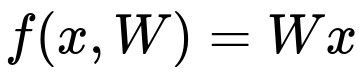 f(x, W) = Wx